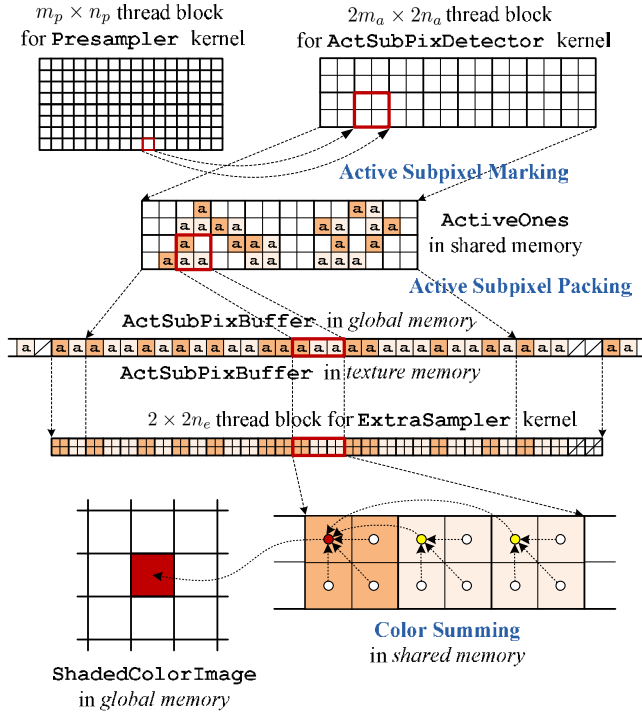 m_p × n_p thread block
for Presampler kernel
2m_a × 2n_a thread block
for ActSubPixDetector kernel
Active Subpixel Marking
a a
a a a a a a a a
a a a a a a
a a a a a a a a
ActiveOnes
in shared memory
Active Subpixel Packing
ActSubPixBuffer in global memory
a a a a a a a a a a a a a a a a a a a a a a a a a a a a a a a a a
ActSubPixBuffer in texture memory
2 × 2n_e thread block for ExtraSampler kernel
Color Summing
in shared memory
ShadedColorImage
in global memory